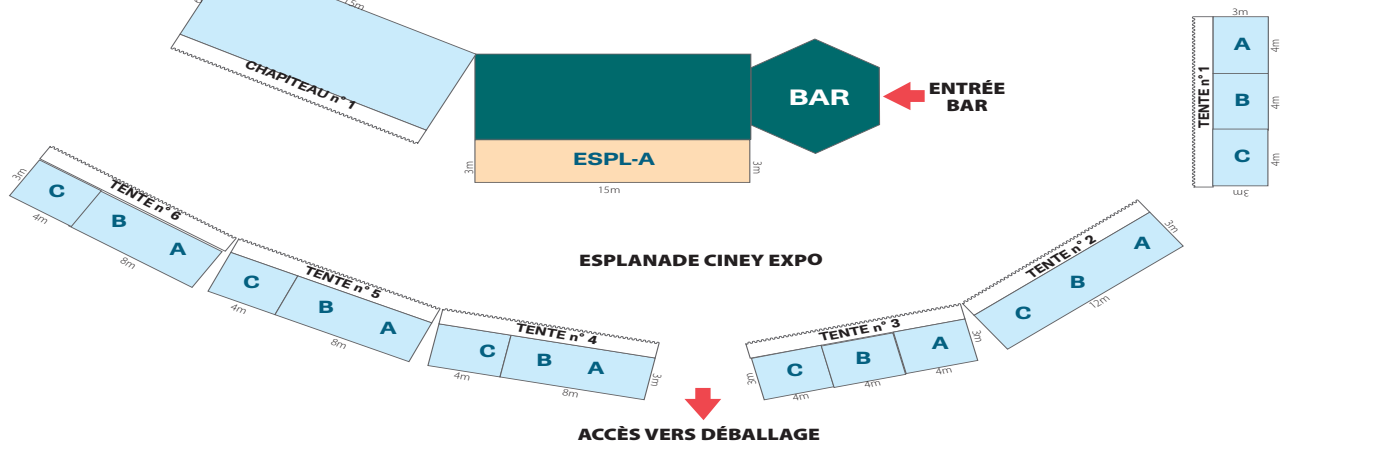 15m
CHAPITEAU n° 1
BAR
ENTRÉE
BAR
ESPL-A
3m
3m
15m
3m
TENTE n° 1
A
4m
B
4m
C
4m
3m
3m
TENTE n° 6
C
B
A
4m
8m
TENTE n° 5
C
B
A
4m
8m
TENTE n° 4
C
B
A
4m
8m
3m
ESPLANADE CINEY EXPO
TENTE n° 3
C
B
A
3m
4m
4m
4m
3m
TENTE n° 2
A
B
C
3m
12m
ACCÈS VERS DÉBALLAGE